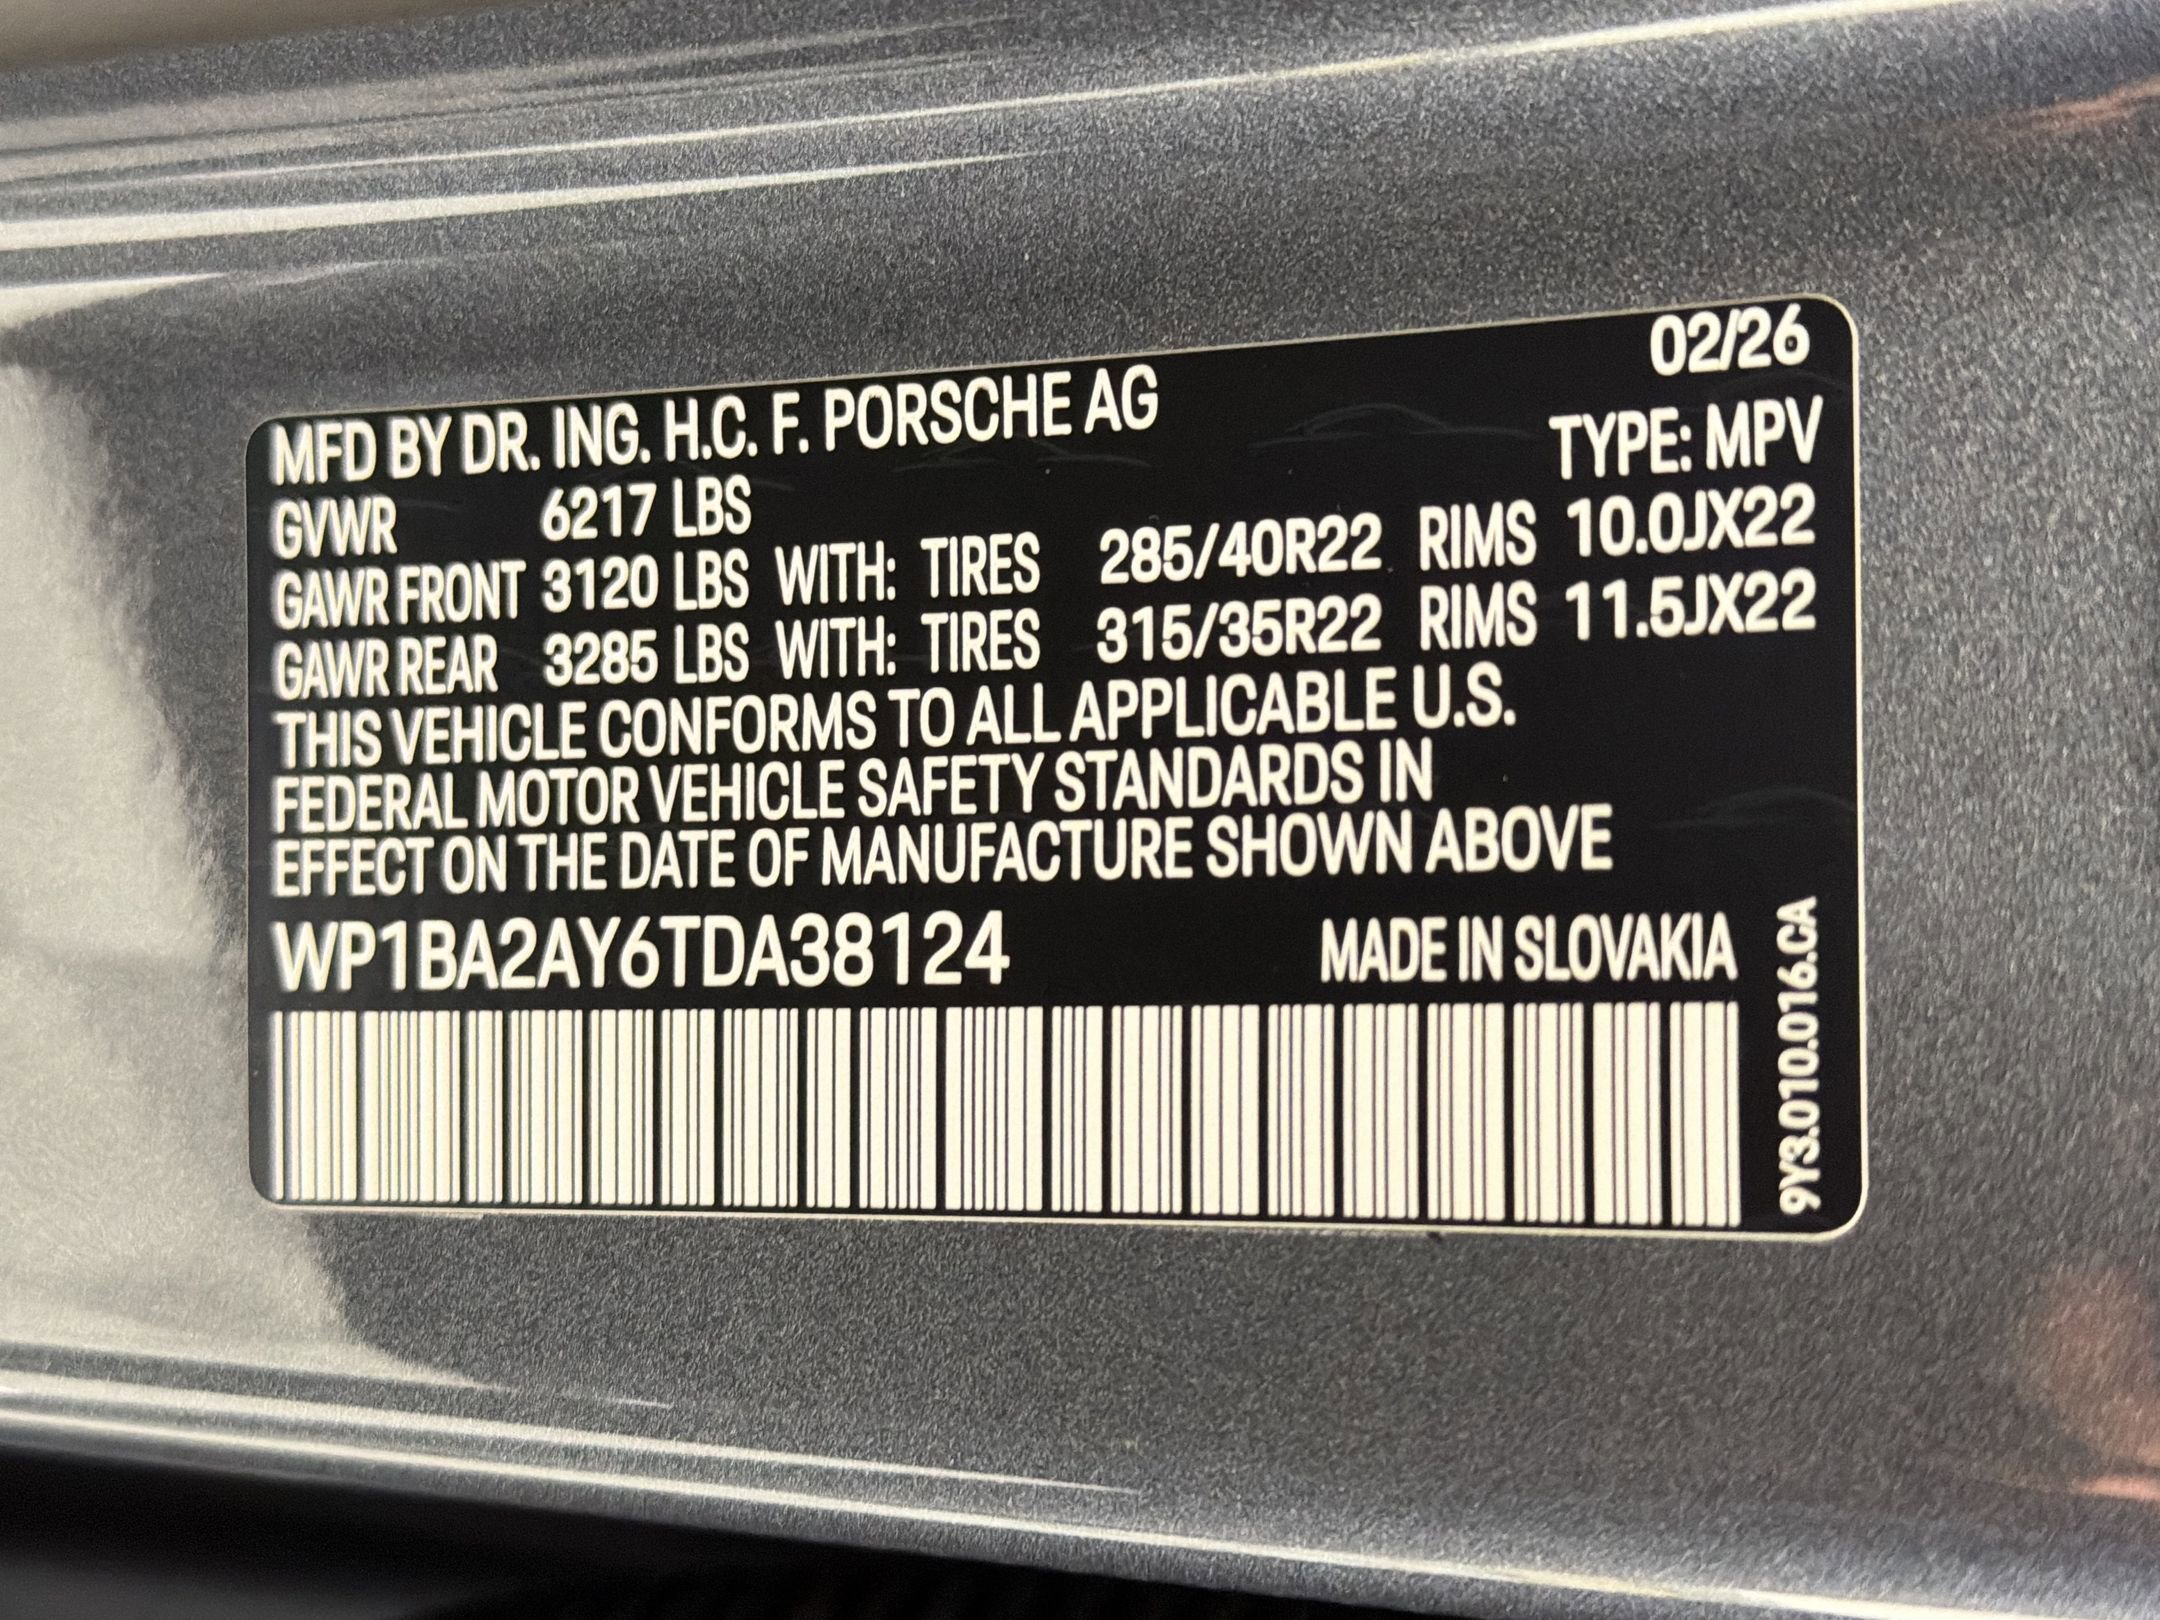 02/26
MFD BY DR. ING. H.C. F. PORSCHE AG
TYPE: MPV
GVWR 6217 LBS
GAWR FRONT 3120 LBS WITH: TIRES 285/40R22 RIMS 10.0JX22
GAWR REAR 3285 LBS WITH: TIRES 315/35R22 RIMS 11.5JX22
THIS VEHICLE CONFORMS TO ALL APPLICABLE U.S.
FEDERAL MOTOR VEHICLE SAFETY STANDARDS IN
EFFECT ON THE DATE OF MANUFACTURE SHOWN ABOVE
WP1BA2AY6TDA38124 MADE IN SLOVAKIA
9Y3.010.016.CA